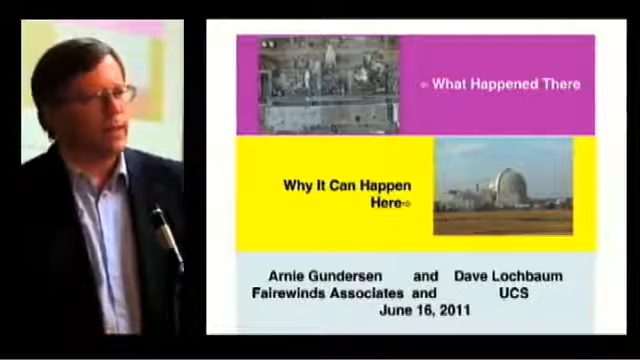 ⇦ What Happened There
Why It Can Happen
Here⇨
Arnie Gundersen and Dave Lochbaum
Fairewinds Associates and UCS
June 16, 2011